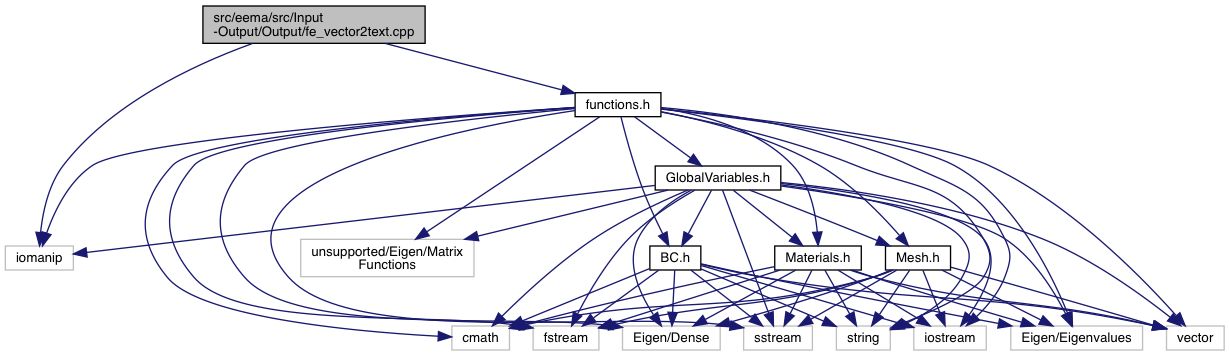 src/eema/src/Input
-Output/Output/fe_vector2text.cpp
functions.h
GlobalVariables.h
iomanip
unsupported/Eigen/Matrix
Functions
BC.h
Materials.h
Mesh.h
cmath
fstream
Eigen/Dense
sstream
string
iostream
Eigen/Eigenvalues
vector